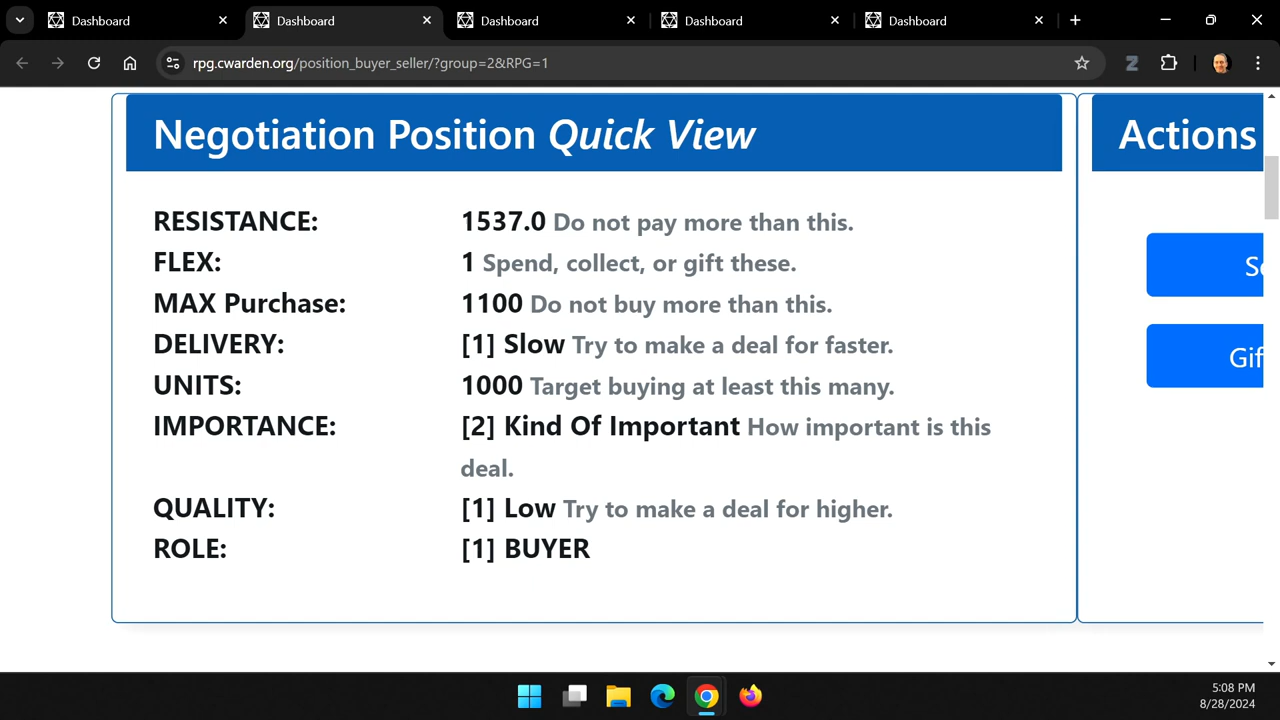 Dashboard
Dashboard
Dashboard
Dashboard
Dashboard
rpg.cwarden.org/position_buyer_seller/?group=2&RPG=1
Negotiation Position Quick View
Actions
RESISTANCE: 1537.0 Do not pay more than this.
FLEX: 1 Spend, collect, or gift these.
MAX Purchase: 1100 Do not buy more than this.
DELIVERY: [1] Slow Try to make a deal for faster.
UNITS: 1000 Target buying at least this many.
IMPORTANCE: [2] Kind Of Important How important is this
deal.
QUALITY: [1] Low Try to make a deal for higher.
ROLE: [1] BUYER
5:08 PM
8/28/2024